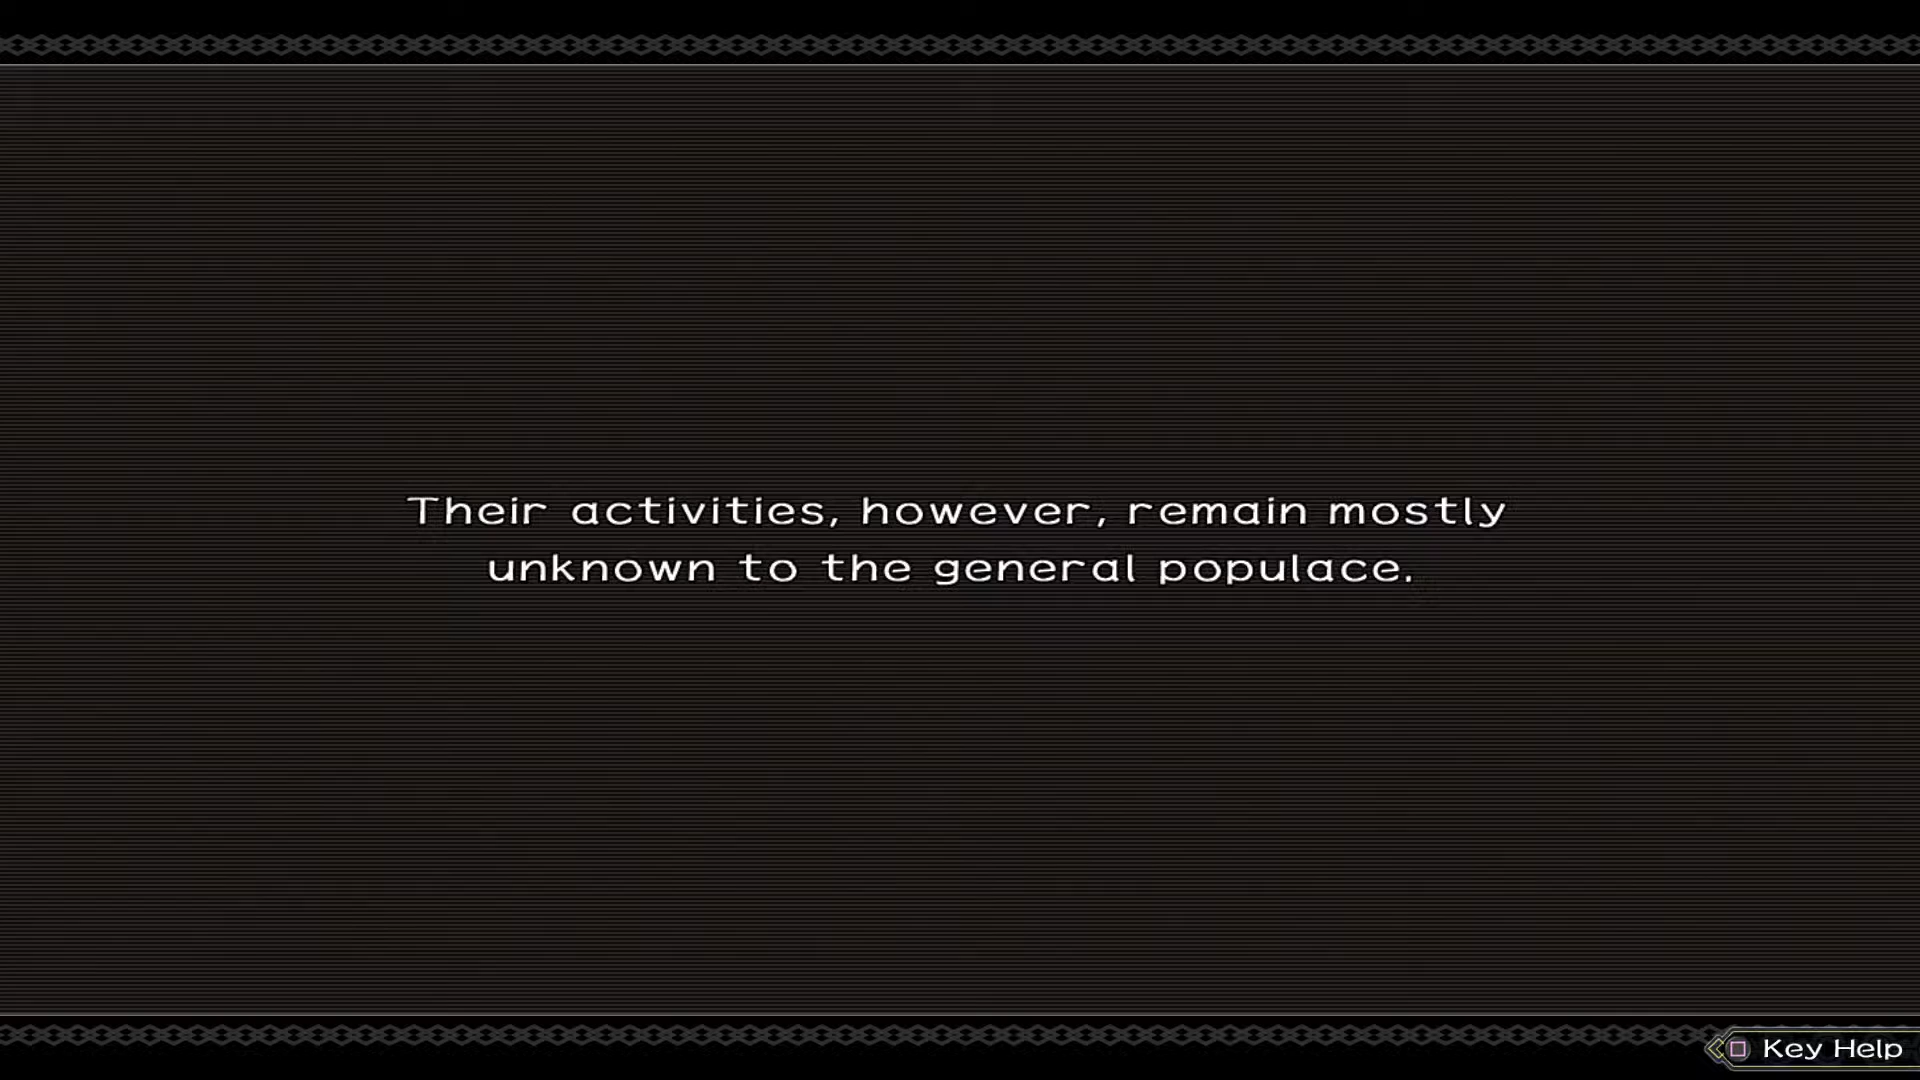 Their activities, however, remain mostly
unknown to the general populace.
Key Help